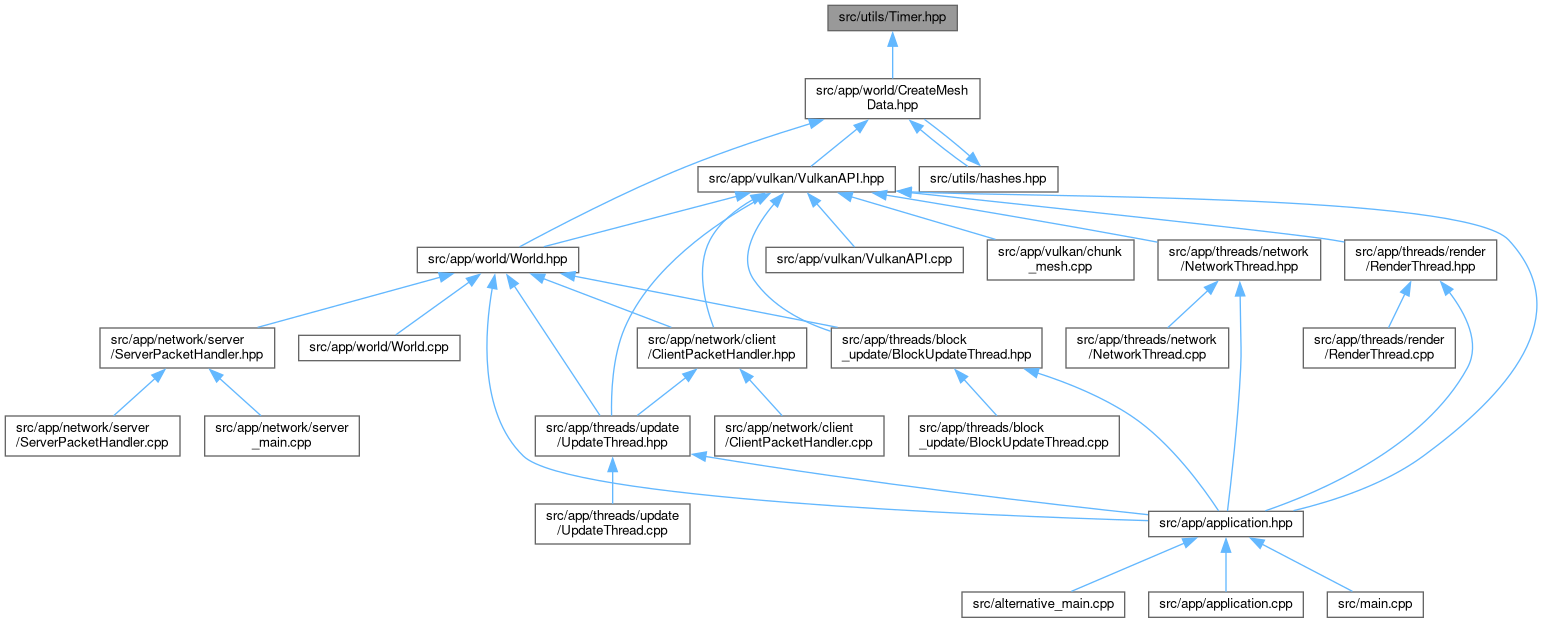 src/utils/Timer.hpp
src/app/world/CreateMesh
Data.hpp
src/app/vulkan/VulkanAPI.hpp
src/utils/hashes.hpp
src/app/world/World.hpp
src/app/vulkan/VulkanAPI.cpp
src/app/vulkan/chunk
_mesh.cpp
src/app/threads/network
/NetworkThread.hpp
src/app/threads/render
/RenderThread.hpp
src/app/network/server
/ServerPacketHandler.hpp
src/app/world/World.cpp
src/app/network/client
/ClientPacketHandler.hpp
src/app/threads/block
_update/BlockUpdateThread.hpp
src/app/threads/network
/NetworkThread.cpp
src/app/threads/render
/RenderThread.cpp
src/app/network/server
/ServerPacketHandler.cpp
src/app/network/server
_main.cpp
src/app/threads/update
/UpdateThread.hpp
src/app/network/client
/ClientPacketHandler.cpp
src/app/threads/block
_update/BlockUpdateThread.cpp
src/app/threads/update
/UpdateThread.cpp
src/app/application.hpp
src/alternative_main.cpp
src/app/application.cpp
src/main.cpp